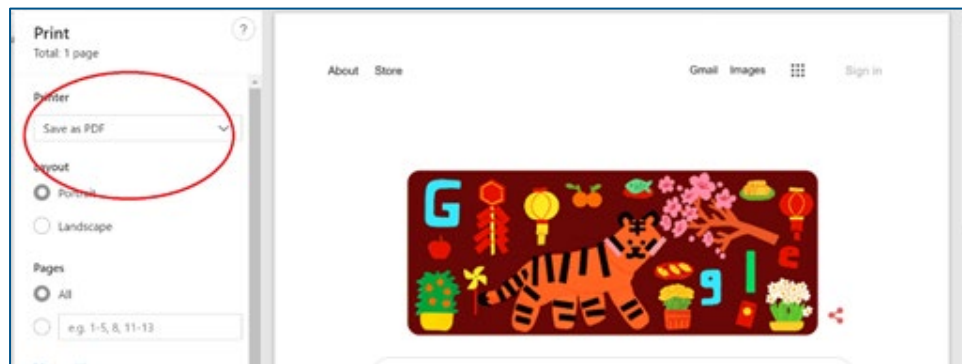 Print
Total: 1 page
?
Printer
Save as PDF
Layout
Portrait
Landscape
Pages
All
e.g. 1-5, 8, 11-13
About Store
Gmail Images
Sign in
G
g l e